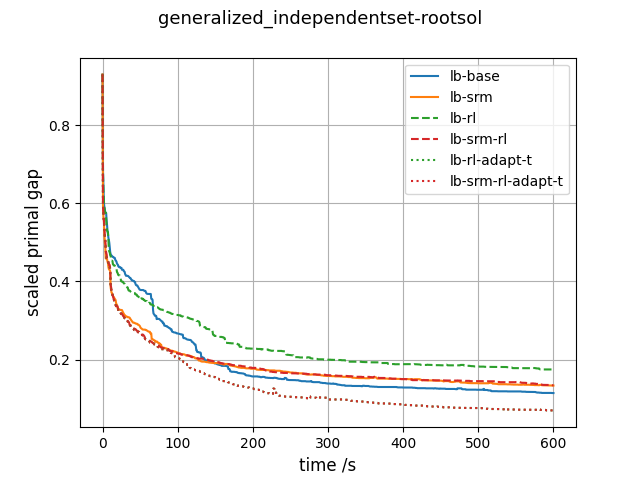 generalized_independentset-rootsol
scaled primal gap
0.8
0.6
0.4
0.2
0
100
200
300
400
500
600
time /s
lb-base
lb-srm
lb-rl
lb-srm-rl
lb-rl-adapt-t
lb-srm-rl-adapt-t